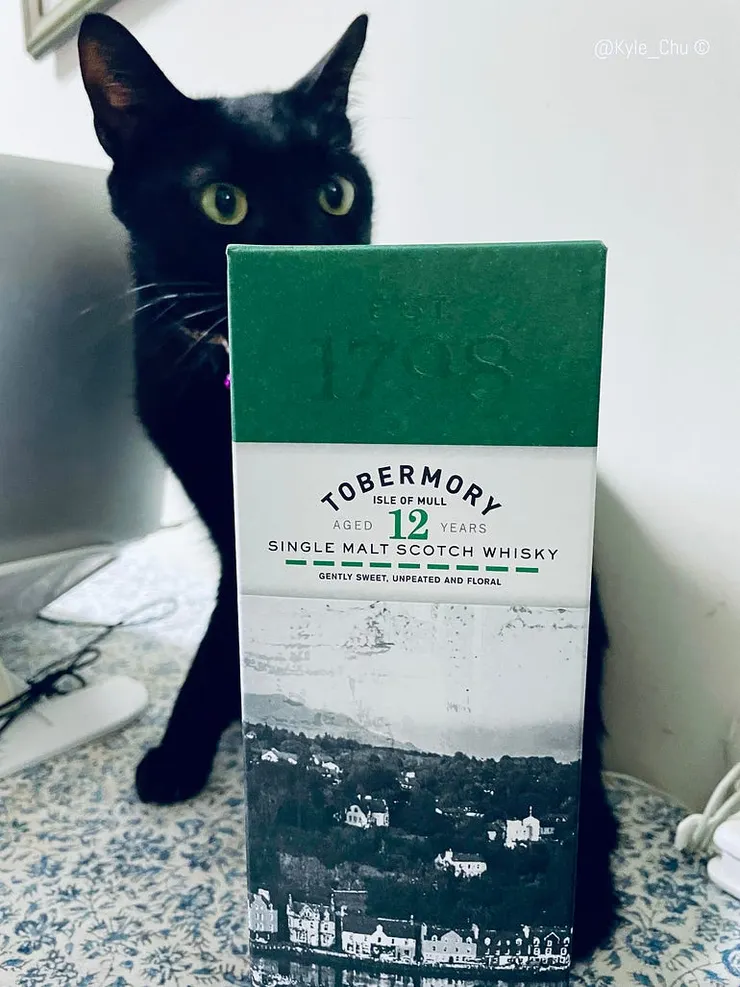 @Kyle_Chu ©
EST
1798
TOBERMORY
ISLE OF MULL
AGED 12 YEARS
SINGLE MALT SCOTCH WHISKY
GENTLY SWEET, UNPEATED AND FLORAL